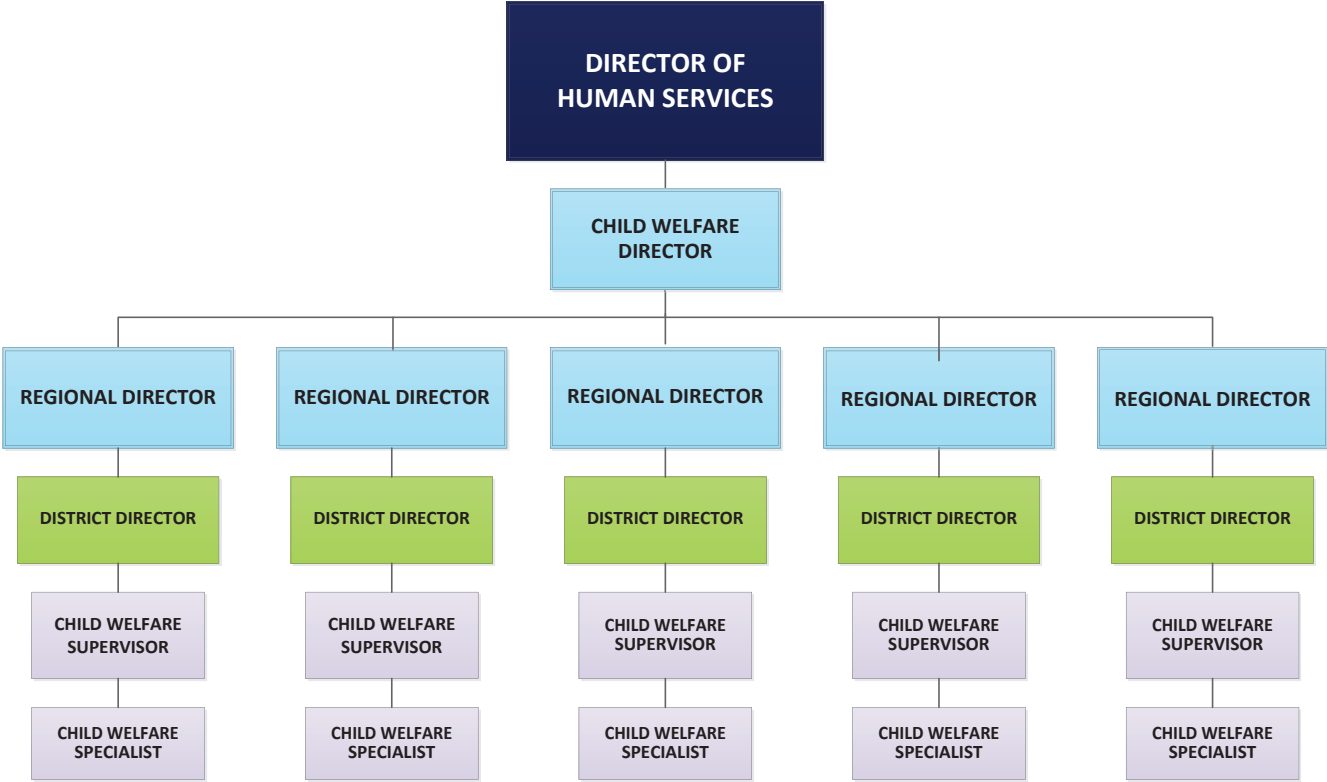 DIRECTOR OF
HUMAN SERVICES
CHILD WELFARE
DIRECTOR
REGIONAL DIRECTOR
REGIONAL DIRECTOR
REGIONAL DIRECTOR
REGIONAL DIRECTOR
REGIONAL DIRECTOR
DISTRICT DIRECTOR
DISTRICT DIRECTOR
DISTRICT DIRECTOR
DISTRICT DIRECTOR
DISTRICT DIRECTOR
CHILD WELFARE
SUPERVISOR
CHILD WELFARE
SUPERVISOR
CHILD WELFARE
SUPERVISOR
CHILD WELFARE
SUPERVISOR
CHILD WELFARE
SUPERVISOR
CHILD WELFARE
SPECIALIST
CHILD WELFARE
SPECIALIST
CHILD WELFARE
SPECIALIST
CHILD WELFARE
SPECIALIST
CHILD WELFARE
SPECIALIST